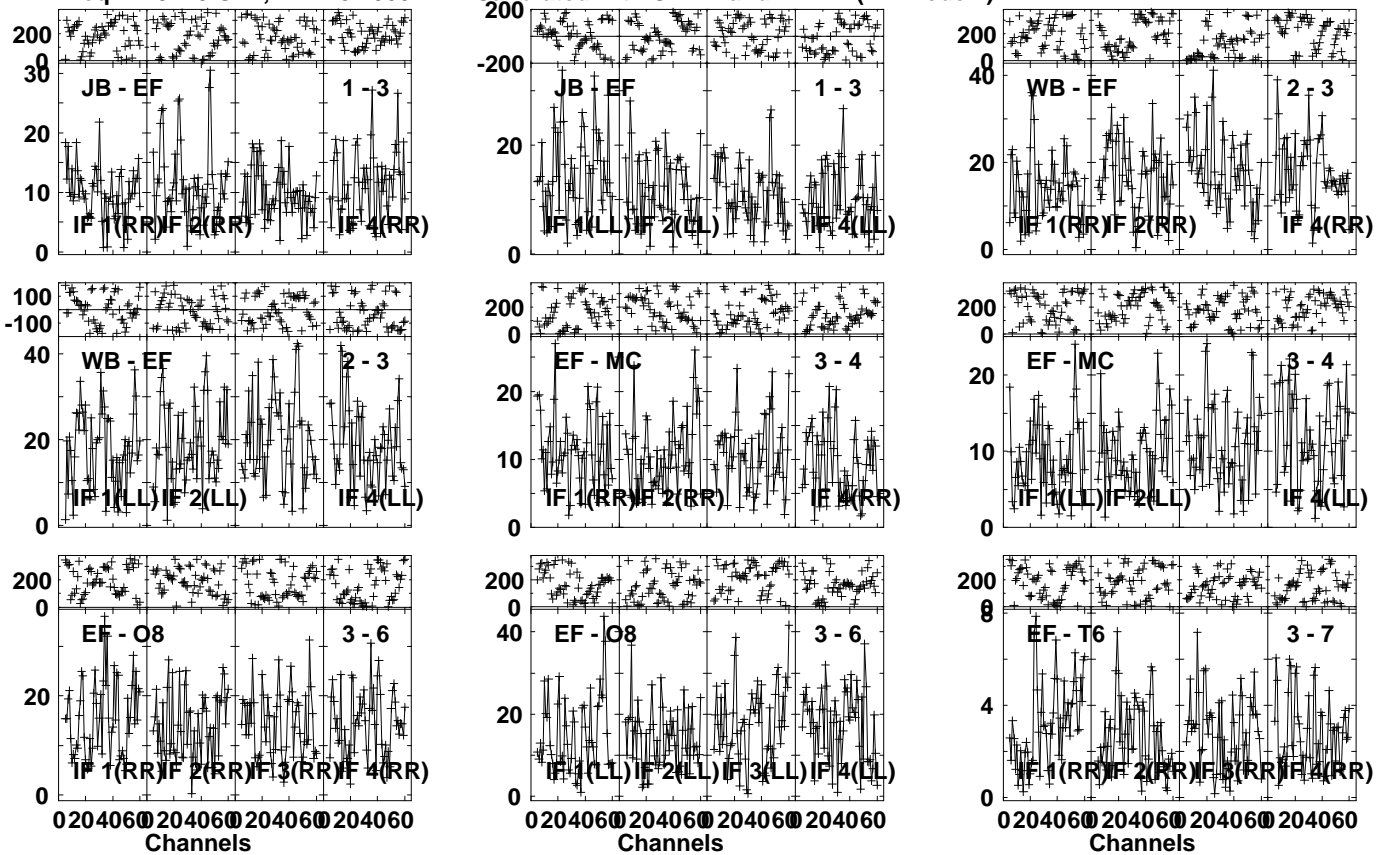 200
0
30
20
10
0
JB - EF
1 - 3
IF 1(RR)
IF 2(RR)
IF 4(RR)
200
-200
20
0
JB - EF
1 - 3
IF 1(LL)
IF 2(LL)
IF 4(LL)
200
0
40
20
0
WB - EF
2 - 3
IF 1(RR)
IF 2(RR)
IF 4(RR)
100
-100
40
20
0
WB - EF
2 - 3
IF 1(LL)
IF 2(LL)
IF 4(LL)
200
0
20
10
0
EF - MC
3 - 4
IF 1(RR)
IF 2(RR)
IF 4(RR)
200
0
20
10
0
EF - MC
3 - 4
IF 1(LL)
IF 2(LL)
IF 4(LL)
200
0
20
0
EF - O8
3 - 6
IF 1(RR)
IF 2(RR)
IF 3(RR)
IF 4(RR)
0 20 40 60 0 20 40 60 0 20 40 60 0 20 40 60
Channels
200
0
40
20
0
EF - O8
3 - 6
IF 1(LL)
IF 2(LL)
IF 3(LL)
IF 4(LL)
0 20 40 60 0 20 40 60 0 20 40 60 0 20 40 60
Channels
200
0
8
4
0
EF - T6
3 - 7
IF 1(RR)
IF 2(RR)
IF 3(RR)
IF 4(RR)
0 20 40 60 0 20 40 60 0 20 40 60 0 20 40 60
Channels